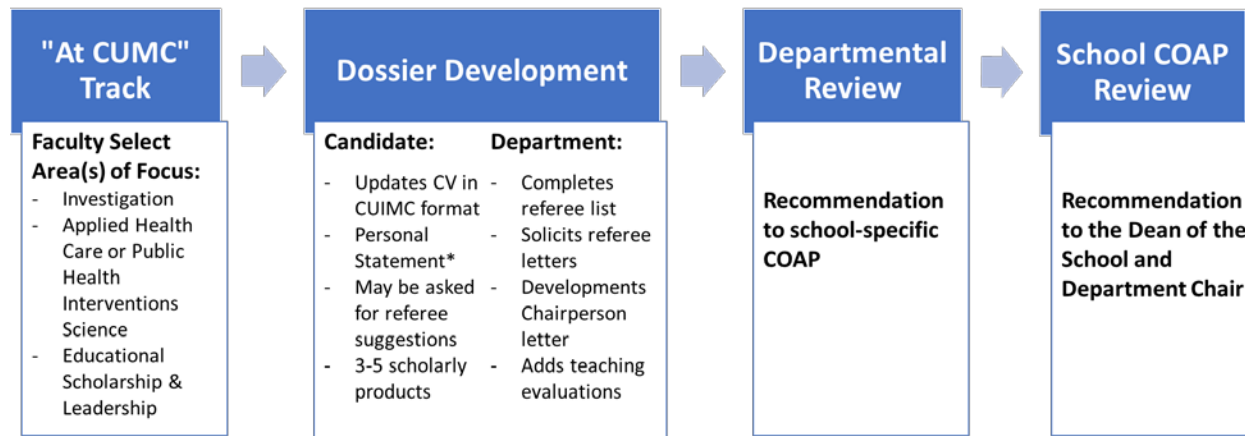 "At CUMC"
Track
Faculty Select
Area(s) of Focus:
- Investigation
- Applied Health
Care or Public
Health
Interventions
Science
- Educational
Scholarship &
Leadership
Dossier Development
Candidate:
- Updates CV in
CUIMC format
- Personal
Statement*
- May be asked
for referee
suggestions
- 3-5 scholarly
products
Department:
- Completes
referee list
- Solicits referee
letters
- Developments
Chairperson
letter
- Adds teaching
evaluations
Departmental
Review
Recommendation
to school-specific
COAP
School COAP
Review
Recommendation
to the Dean of the
School and
Department Chair